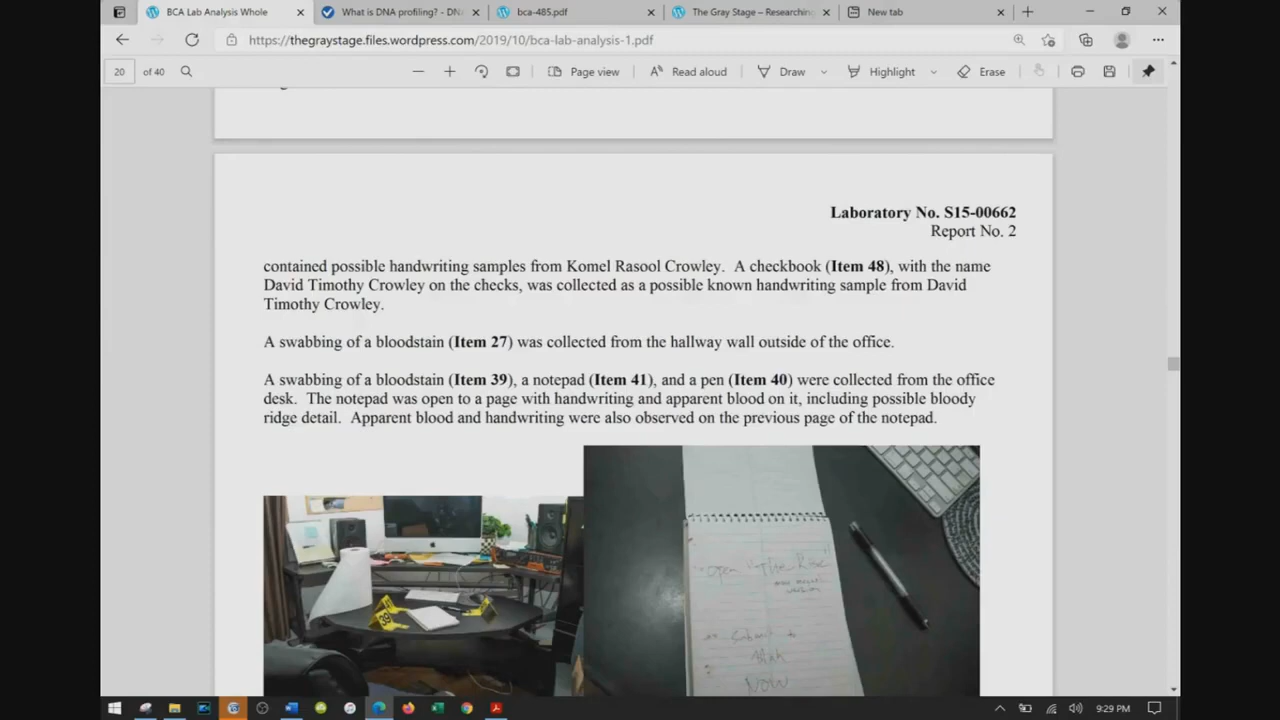 BCA Lab Analysis Whole
What is DNA profiling? - DN
bca-485.pdf
The Gray Stage – Researching
New tab
https://thegraystage.files.wordpress.com/2019/10/bca-lab-analysis-1.pdf
20 of 40
Page view
Read aloud
Draw
Highlight
Erase
Laboratory No. S15-00662
Report No. 2
contained possible handwriting samples from Komel Rasool Crowley. A checkbook (Item 48), with the name
David Timothy Crowley on the checks, was collected as a possible known handwriting sample from David
Timothy Crowley.
A swabbing of a bloodstain (Item 27) was collected from the hallway wall outside of the office.
A swabbing of a bloodstain (Item 39), a notepad (Item 41), and a pen (Item 40) were collected from the office
desk. The notepad was open to a page with handwriting and apparent blood on it, including possible bloody
ridge detail. Apparent blood and handwriting were also observed on the previous page of the notepad.
39
Open "The Rise"
version
Submit to
Allah
NOW
9:29 PM